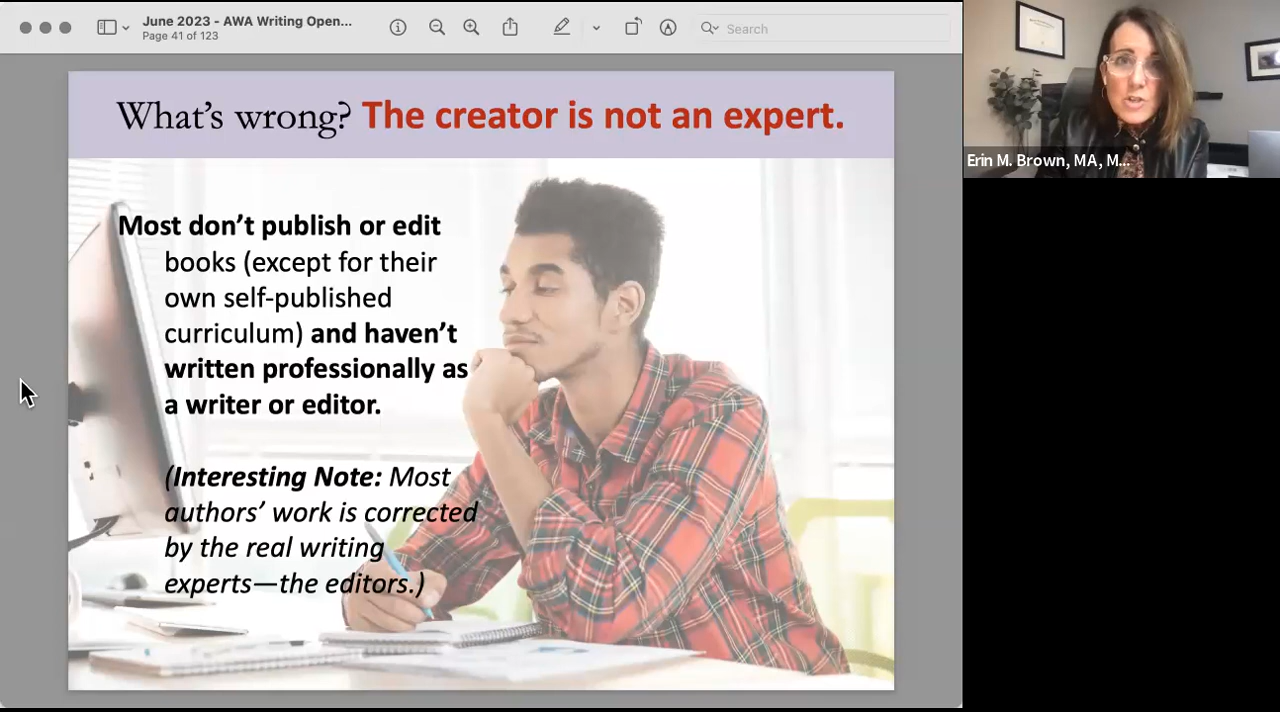 June 2023 - AWA Writing Open...
Page 41 of 123
Search
What's wrong? The creator is not an expert.
Most don't publish or edit
books (except for their
own self-published
curriculum) and haven't
written professionally as
a writer or editor.
(Interesting Note: Most
authors' work is corrected
by the real writing
experts—the editors.)
Erin M. Brown, MA, M...